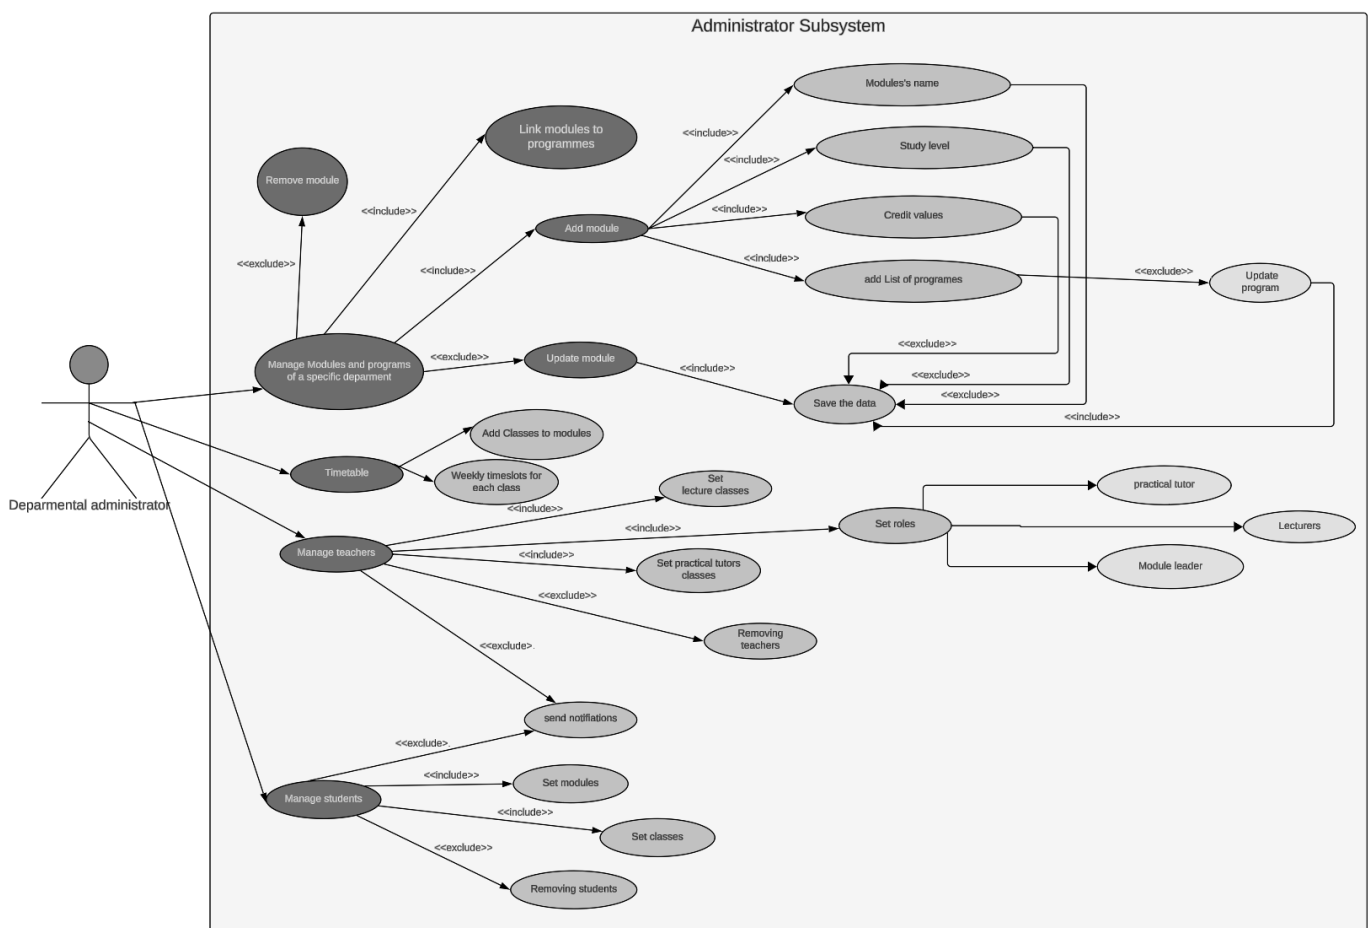 Administrator Subsystem
Modules's name
<<include>>
Link modules to
programmes
Study level
<<include>>
Remove module
<<include>>
<<include>>
Credit values
Add module
<<exclude>>
<<include>>
<<include>>
add List of programes
<<exclude>>
Update
program
Manage Modules and programs
of a specific deparment
<<exclude>>
Update module
<<include>>
<<exclude>>
<<exclude>>
<<exclude>>
Save the data
<<include>>
Add Classes to modules
Timetable
Weekly timeslots for
each class
Deparmental administrator
Set
lecture classes
<<include>>
practical tutor
<<include>>
Set roles
Lecturers
Manage teachers
<<include>>
Set practical tutors
classes
Module leader
<<exclude>>
Removing
teachers
<<exclude>.
send notifiations
<<exclude>.
<<include>>
Set modules
Manage students
<<include>>
Set classes
<<exclude>>
Removing students